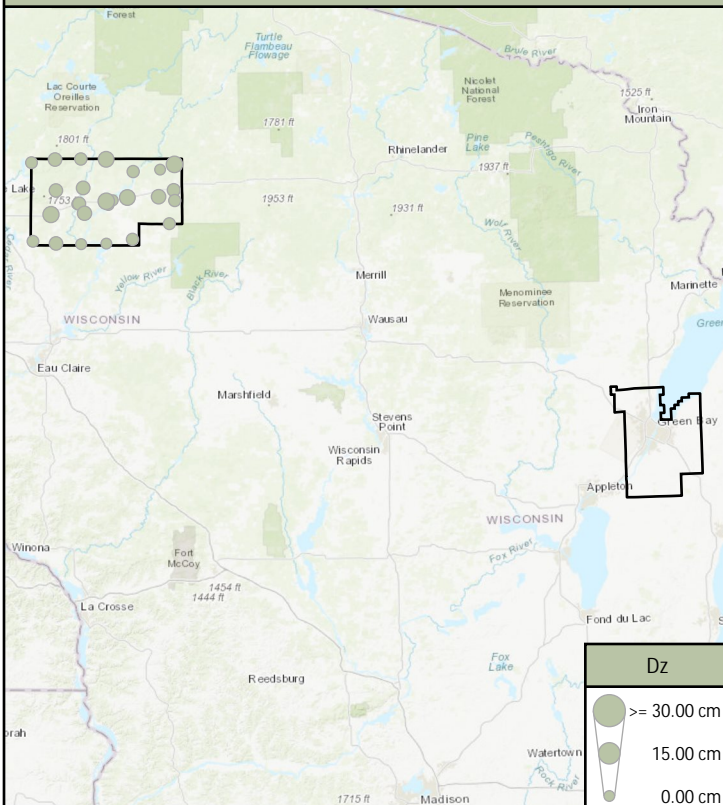 Forest
Turtle
Flambeau
Flowage
Brule River
Lac Courte
Oreilles
Reservation
Nicolet
National
Forest
1525 ft
Iron
Mountain
1781 ft
1801 ft
Pine
Lake
Peshtigo River
Rhinelander
1937 ft
e Lake
1753
1953 ft
1931 ft
Wolf
River
Cedar River
Yellow River
Black River
Merrill
Menominee
Reservation
Marinette
WISCONSIN
Wausau
Green
Eau Claire
Marshfield
Stevens
Point
Green Bay
Wisconsin
Rapids
Appleton
WISCONSIN
Winona
Fort
McCoy
Fox River
1454 ft
1444 ft
La Crosse
Fond du Lac
S
Fox
Lake
Reedsburg
Dz
>= 30.00 cm
orah
15.00 cm
Watertown
Rock River
0.00 cm
1715 ft
Madison